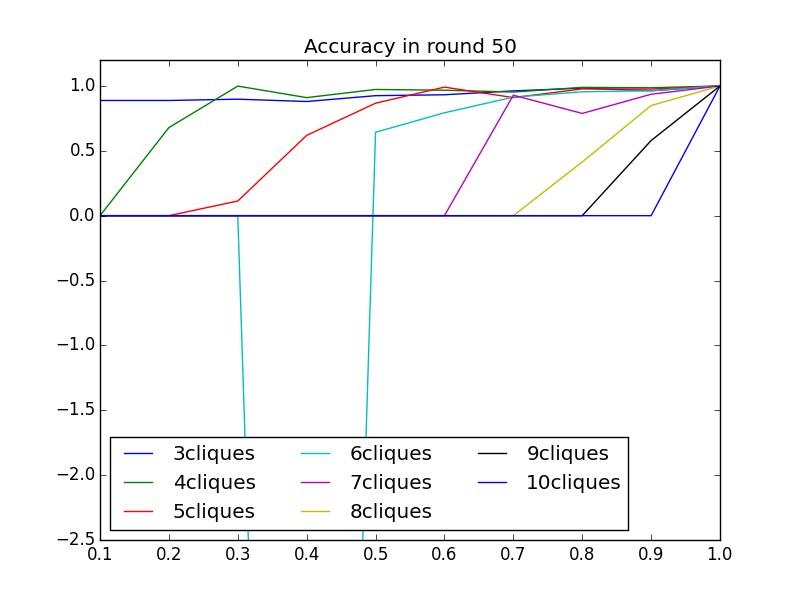 Accuracy in round 50
1.0
0.5
0.0
−0.5
−1.0
−1.5
−2.0
−2.5
3cliques 6cliques 9cliques
4cliques 7cliques 10cliques
5cliques 8cliques
0.1 0.2 0.3 0.4 0.5 0.6 0.7 0.8 0.9 1.0